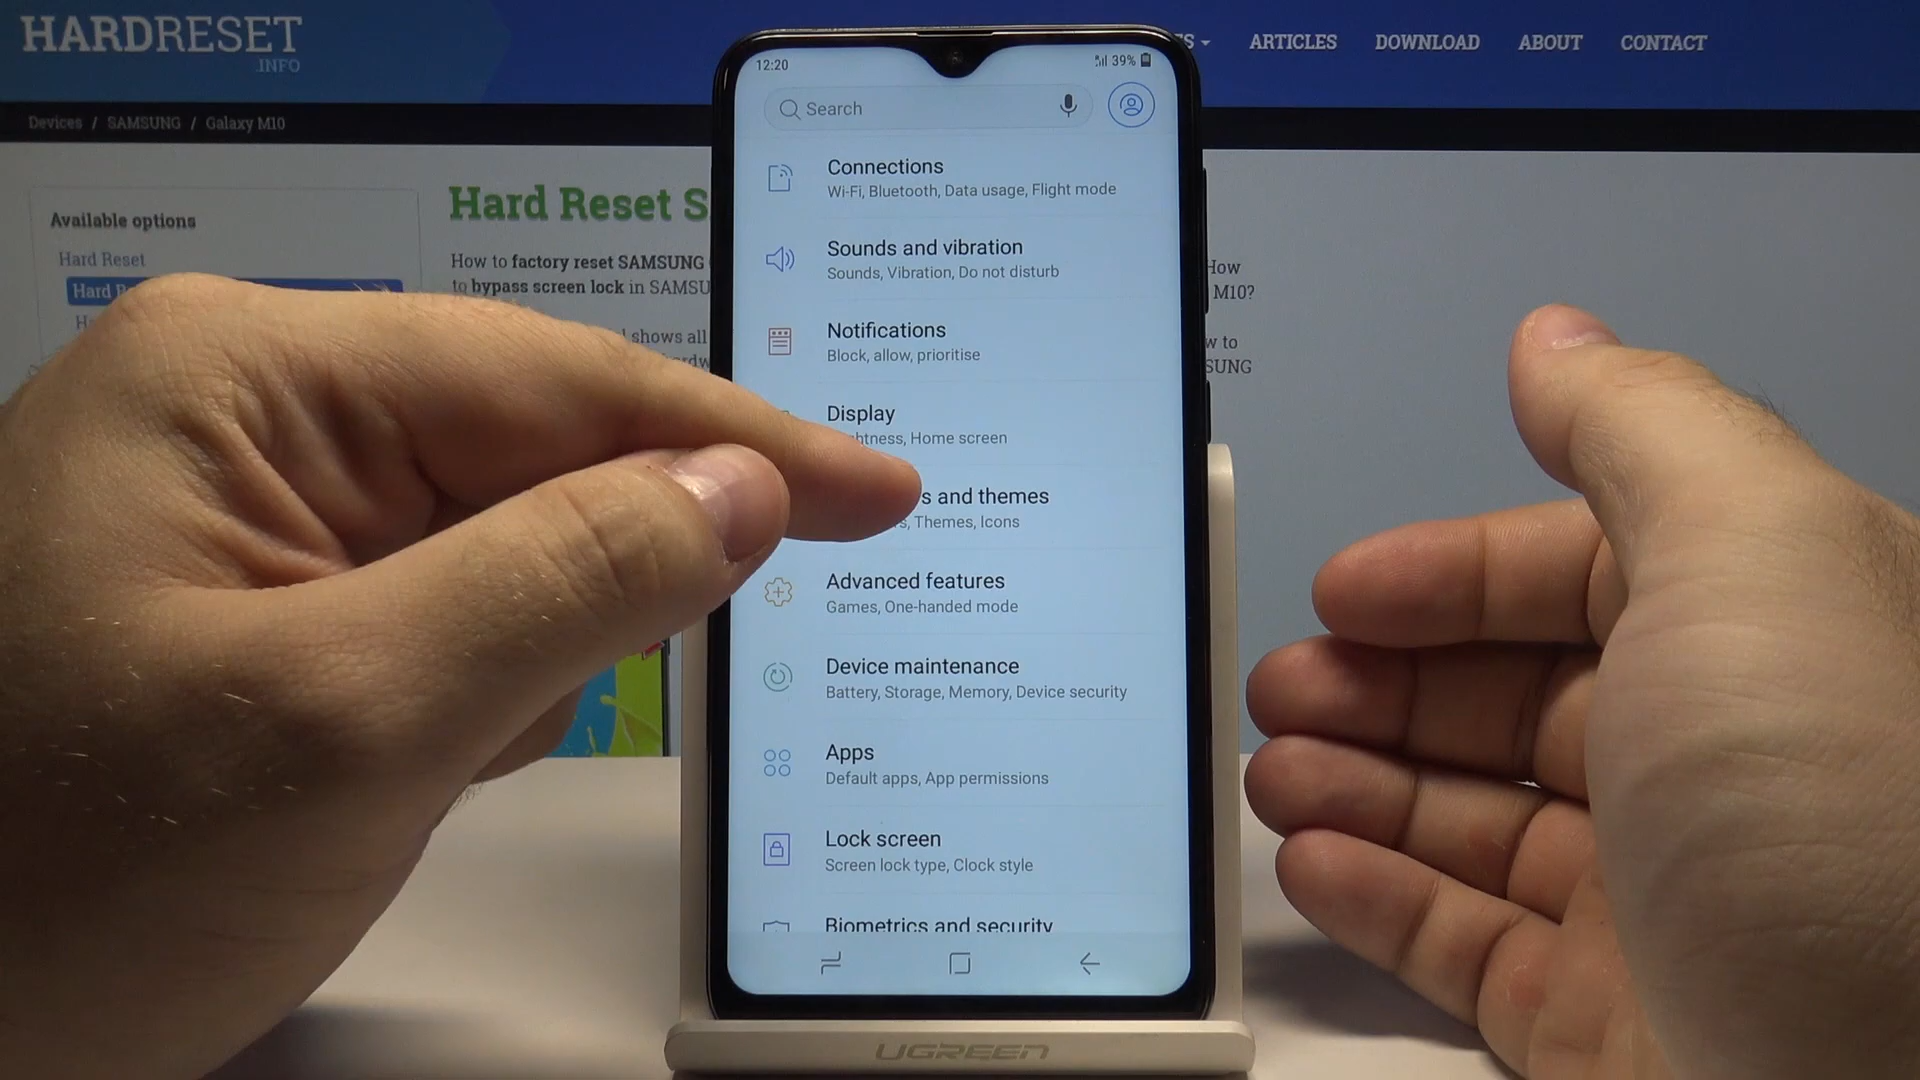 HARDRESET
.INFO
ARTICLES
DOWNLOAD
ABOUT
CONTACT
Devices / SAMSUNG / Galaxy M10
Available options
Hard Reset
Hard
Hard Reset S
How to factory reset SAMSUNG
to bypass screen lock in SAMSU
shows all
How
M10?
w to
SUNG
12:20
39%
Search
Connections
Wi-Fi, Bluetooth, Data usage, Flight mode
Sounds and vibration
Sounds, Vibration, Do not disturb
Notifications
Block, allow, prioritise
Display
htness, Home screen
s and themes
s, Themes, Icons
Advanced features
Games, One-handed mode
Device maintenance
Battery, Storage, Memory, Device security
Apps
Default apps, App permissions
Lock screen
Screen lock type, Clock style
Biometrics and security
UGREEN